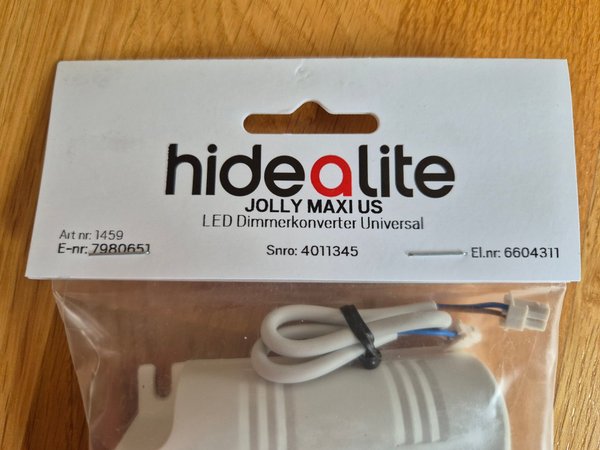 hidealite
JOLLY MAXI US
LED Dimmerkonverter Universal
Art nr: 1459
E-nr: 7980651
Snro: 4011345
El.nr: 6604311